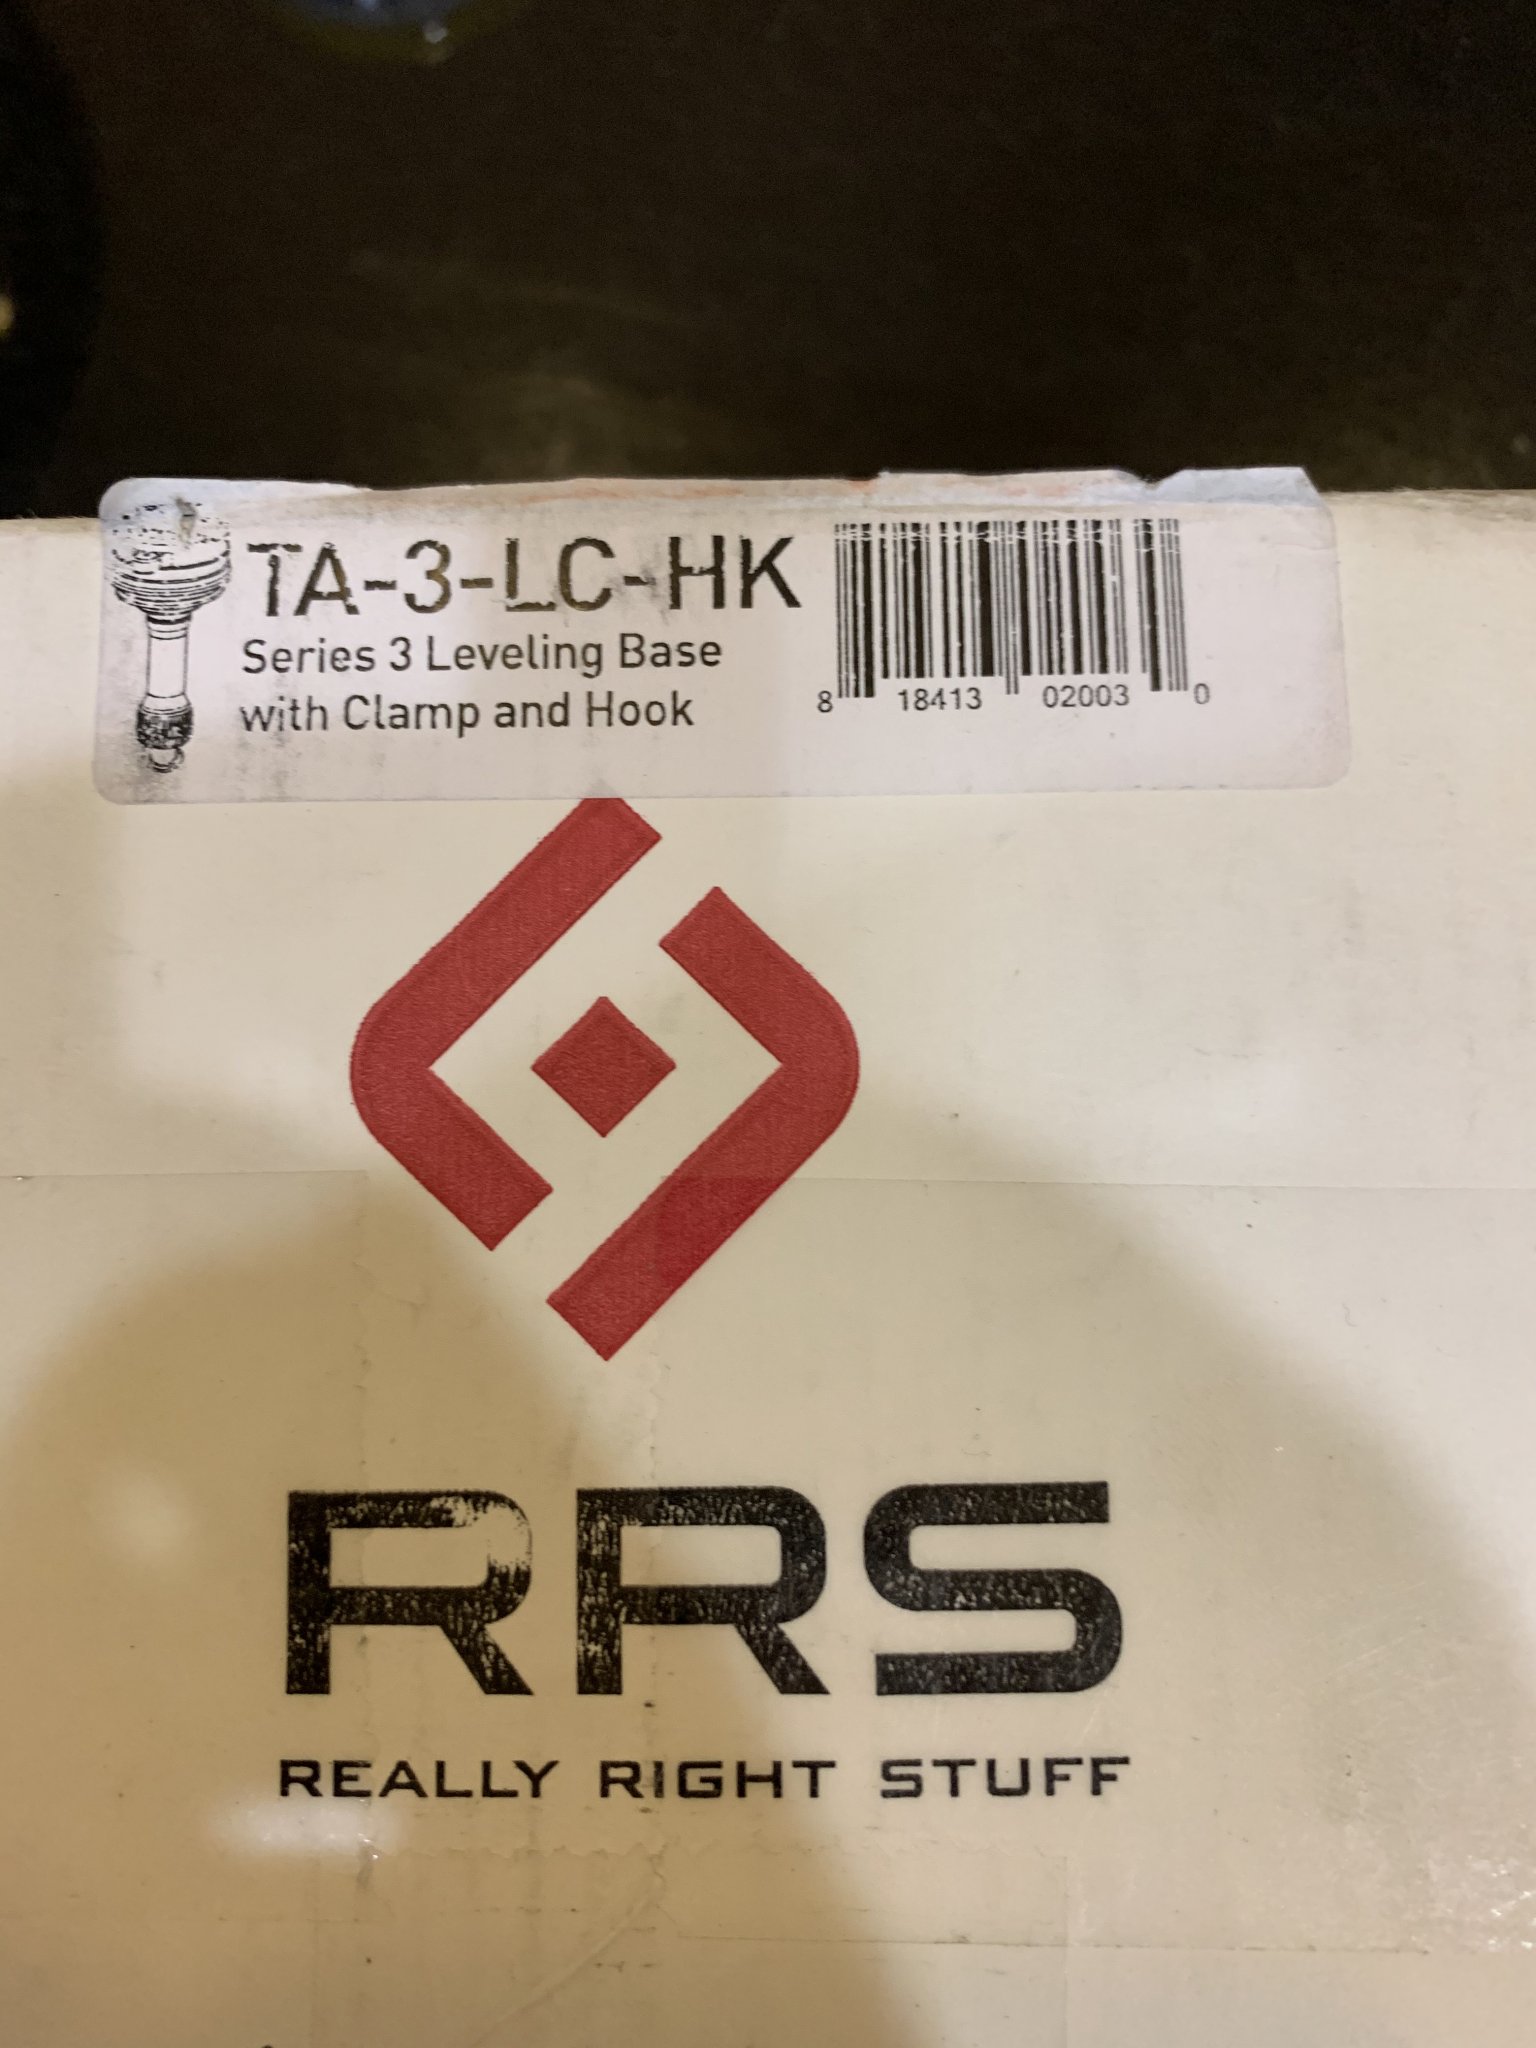 TA-3-LC-HK
Series 3 Leveling Base
with Clamp and Hook
8 18413 02003 0
RRS
REALLY RIGHT STUFF